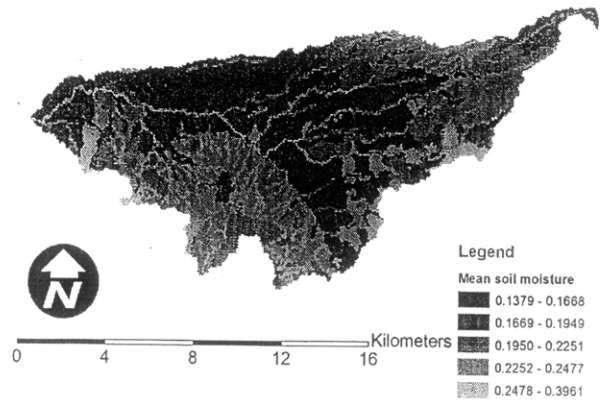 N
Legend
Mean soil moisture
0.1379 - 0.1668
0.1669 - 0.1949
0.1950 - 0.2251
0.2252 - 0.2477
0.2478 - 0.3961
Kilometers
0 4 8 12 16